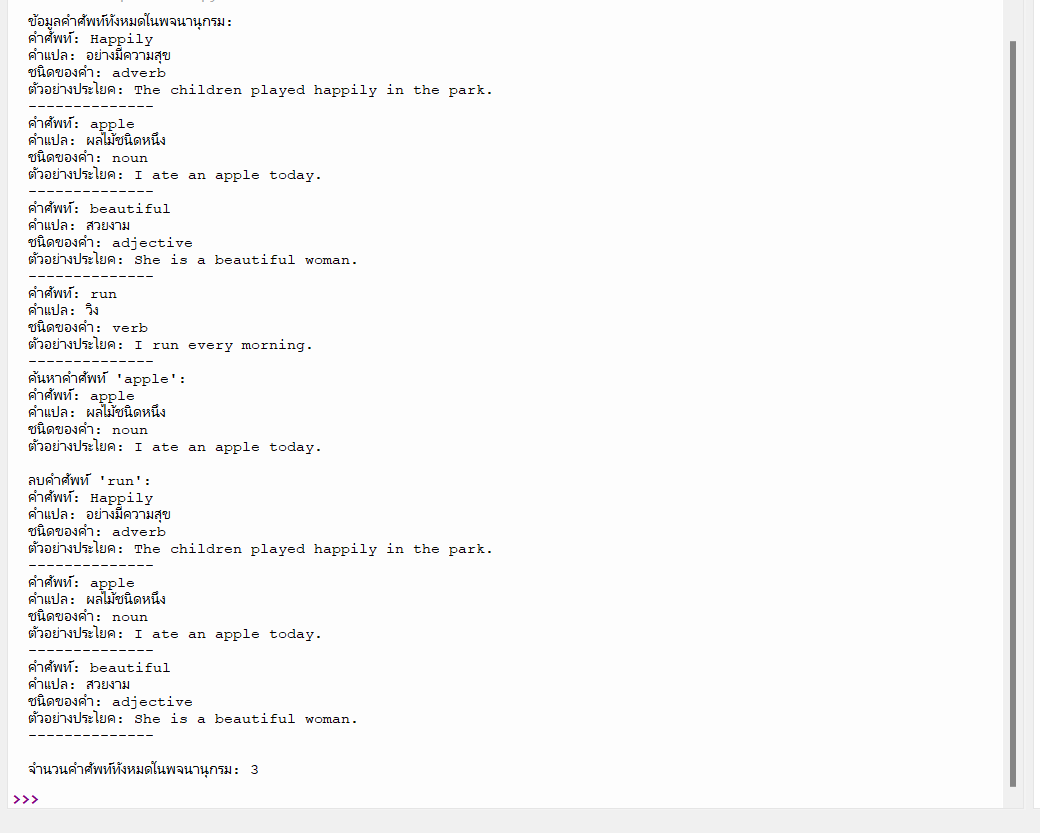 ข้อมูลคำศัพท์ทั้งหมดในพจนานุกรม:
คำศัพท์: Happily
คำแปล: อย่างมีความสุข
ชนิดของคำ: adverb
ตัวอย่างประโยค: The children played happily in the park.
--------------
คำศัพท์: apple
คำแปล: ผลไม้ชนิดหนึ่ง
ชนิดของคำ: noun
ตัวอย่างประโยค: I ate an apple today.
--------------
คำศัพท์: beautiful
คำแปล: สวยงาม
ชนิดของคำ: adjective
ตัวอย่างประโยค: She is a beautiful woman.
--------------
คำศัพท์: run
คำแปล: วิ่ง
ชนิดของคำ: verb
ตัวอย่างประโยค: I run every morning.
--------------
ค้นหาคำศัพท์ 'apple':
คำศัพท์: apple
คำแปล: ผลไม้ชนิดหนึ่ง
ชนิดของคำ: noun
ตัวอย่างประโยค: I ate an apple today.
ลบคำศัพท์ 'run':
คำศัพท์: Happily
คำแปล: อย่างมีความสุข
ชนิดของคำ: adverb
ตัวอย่างประโยค: The children played happily in the park.
--------------
คำศัพท์: apple
คำแปล: ผลไม้ชนิดหนึ่ง
ชนิดของคำ: noun
ตัวอย่างประโยค: I ate an apple today.
--------------
คำศัพท์: beautiful
คำแปล: สวยงาม
ชนิดของคำ: adjective
ตัวอย่างประโยค: She is a beautiful woman.
--------------
จำนวนคำศัพท์ทั้งหมดในพจนานุกรม: 3
>>>